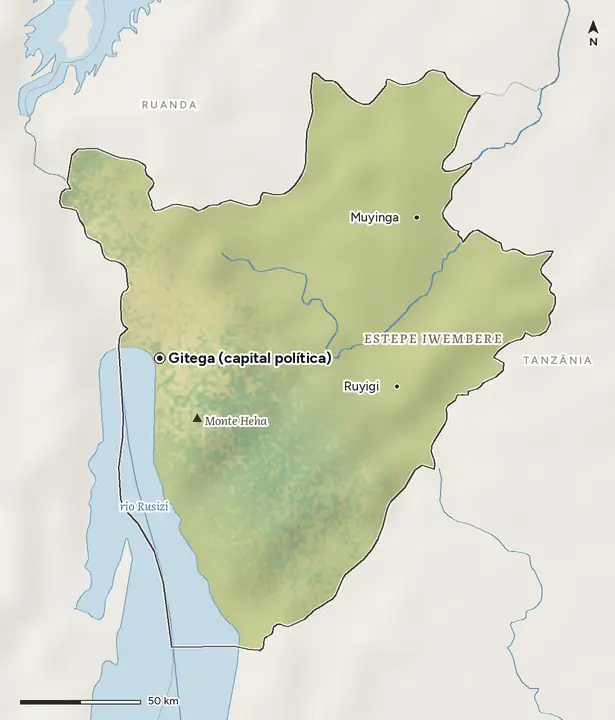 N
RUANDA
Muyinga
ESTEPE IWEMBERE
Gitega (capital política)
TANZÂNIA
Ruyigi
Monte Heha
rio Rusizi
50 km